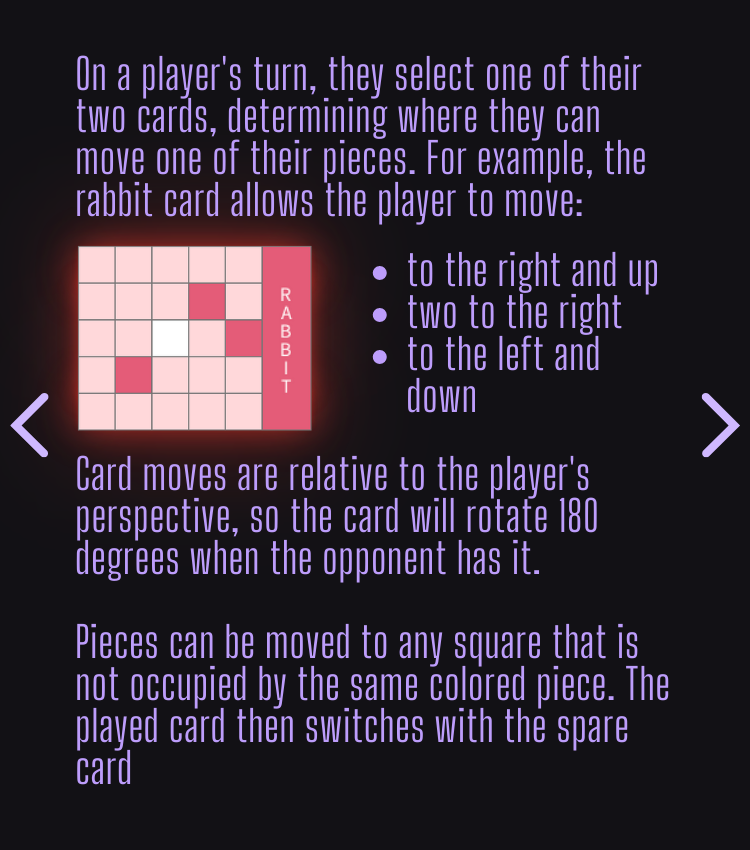 On a player's turn, they select one of their
two cards, determining where they can
move one of their pieces. For example, the
rabbit card allows the player to move:
RABBIT
• to the right and up
• two to the right
• to the left and
down
Card moves are relative to the player's
perspective, so the card will rotate 180
degrees when the opponent has it.
Pieces can be moved to any square that is
not occupied by the same colored piece. The
played card then switches with the spare
card